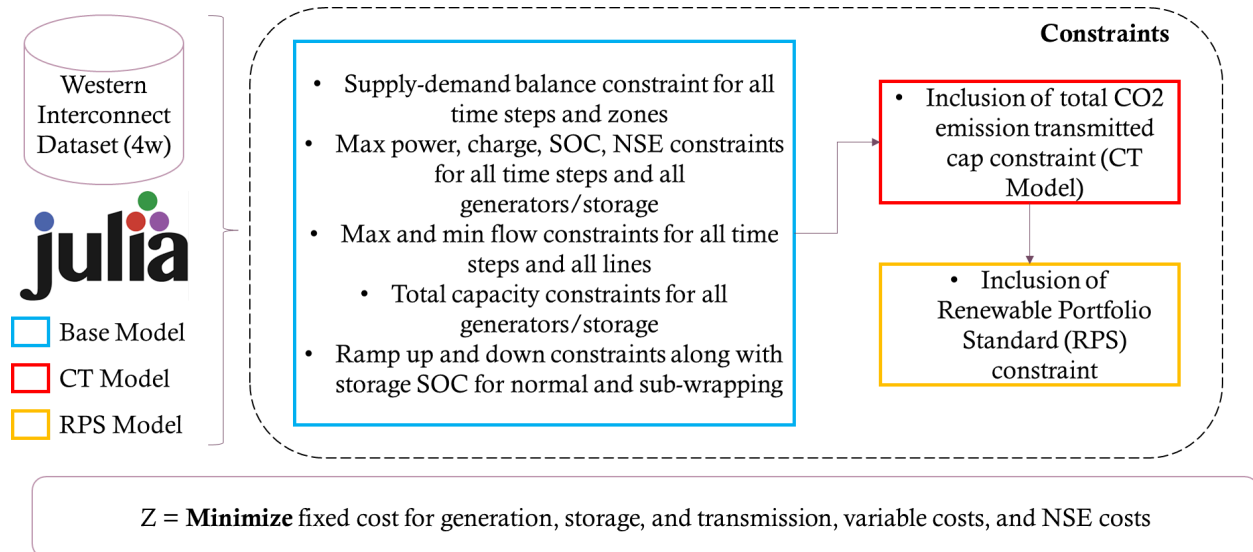 Western
Interconnect
Dataset (4w)
julia
Base Model
CT Model
RPS Model
Constraints
• Supply-demand balance constraint for all
time steps and zones
• Max power, charge, SOC, NSE constraints
for all time steps and all
generators/storage
• Max and min flow constraints for all time
steps and all lines
• Total capacity constraints for all
generators/storage
• Ramp up and down constraints along with
storage SOC for normal and sub-wrapping
• Inclusion of total CO2
emission transmitted
cap constraint (CT
Model)
• Inclusion of
Renewable Portfolio
Standard (RPS)
constraint
Z = Minimize fixed cost for generation, storage, and transmission, variable costs, and NSE costs